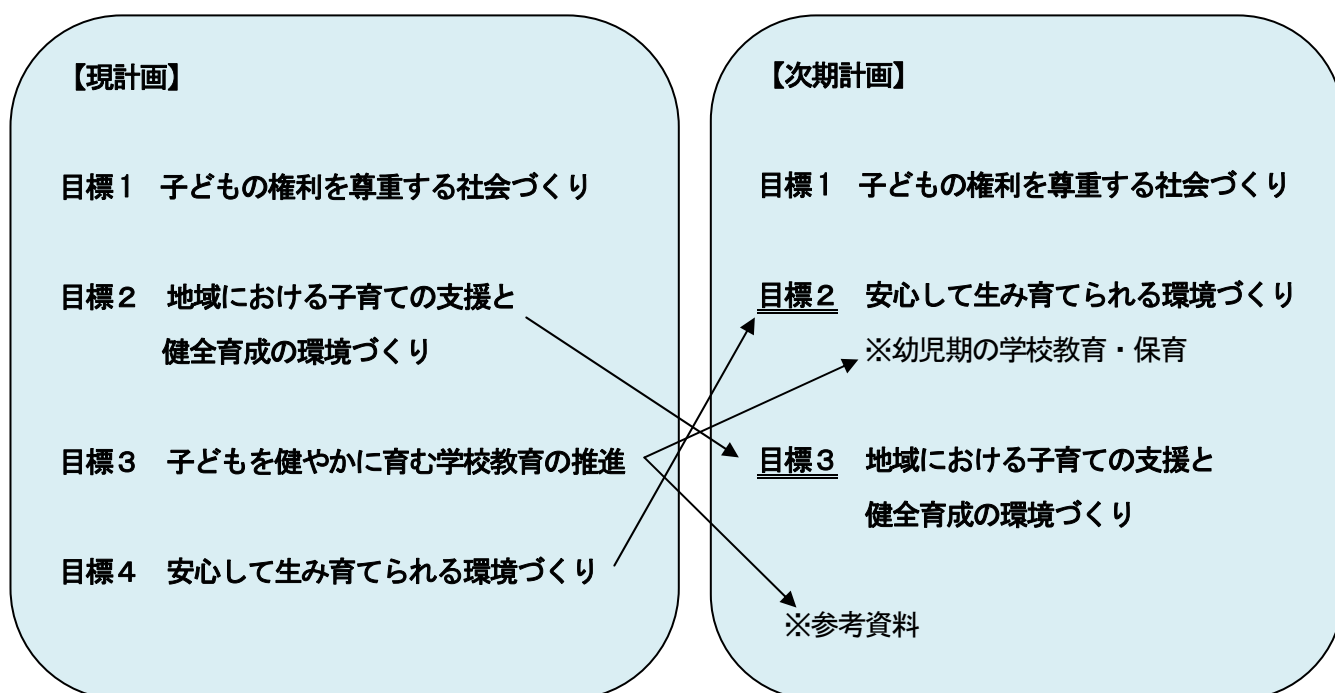 【現計画】
目標1 子どもの権利を尊重する社会づくり
目標2 地域における子育ての支援と
健全育成の環境づくり
目標3 子どもを健やかに育む学校教育の推進
目標4 安心して生み育てられる環境づくり
【次期計画】
目標1 子どもの権利を尊重する社会づくり
目標2 安心して生み育てられる環境づくり
※幼児期の学校教育・保育
目標3 地域における子育ての支援と
健全育成の環境づくり
※参考資料